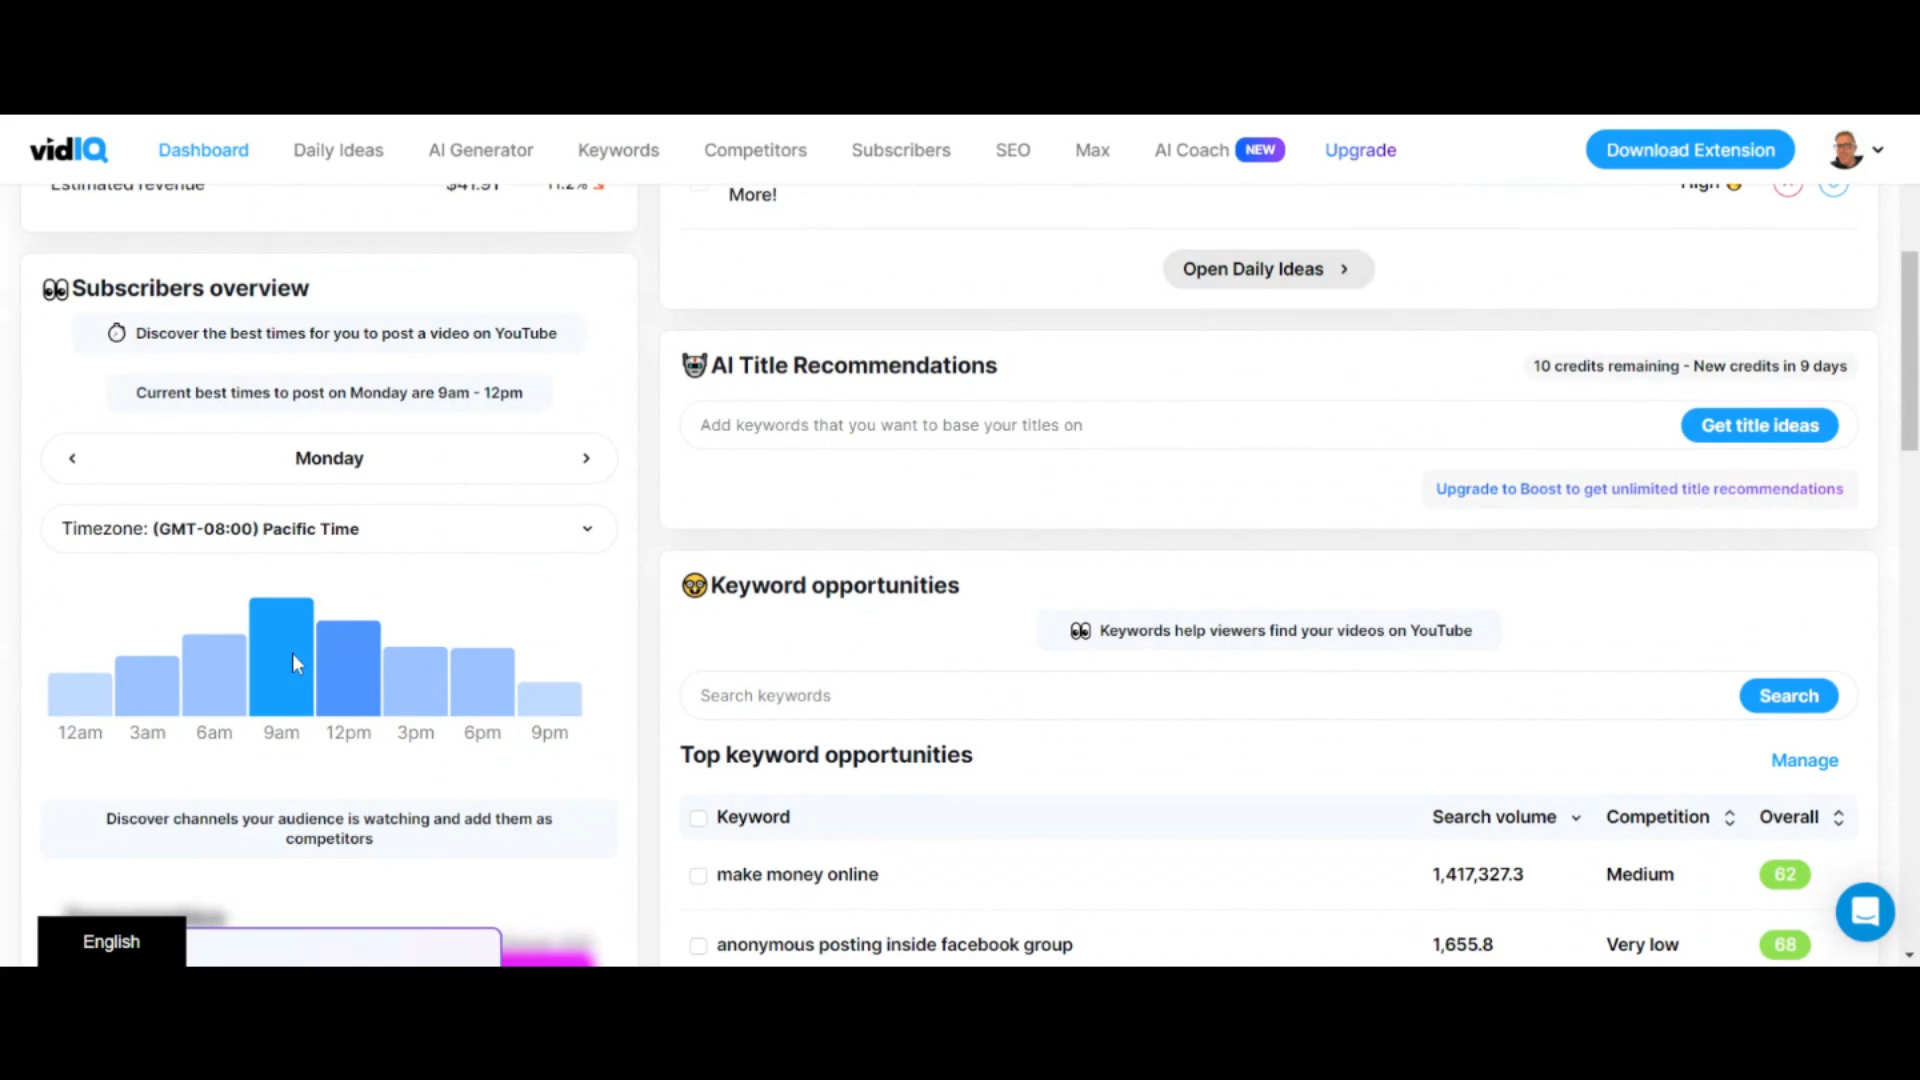 vidIQ
Dashboard
Daily Ideas
AI Generator
Keywords
Competitors
Subscribers
SEO
Max
AI Coach
NEW
Upgrade
Download Extension
Estimated revenue
$41.91
11.2%
More!
High
Open Daily Ideas
Subscribers overview
Discover the best times for you to post a video on YouTube
Current best times to post on Monday are 9am - 12pm
Monday
Timezone: (GMT-08:00) Pacific Time
12am 3am 6am 9am 12pm 3pm 6pm 9pm
Discover channels your audience is watching and add them as
competitors
English
AI Title Recommendations
10 credits remaining - New credits in 9 days
Add keywords that you want to base your titles on
Get title ideas
Upgrade to Boost to get unlimited title recommendations
Keyword opportunities
Keywords help viewers find your videos on YouTube
Search keywords
Search
Top keyword opportunities
Manage
Keyword Search volume Competition Overall
make money online 1,417,327.3 Medium 62
anonymous posting inside facebook group 1,655.8 Very low 68